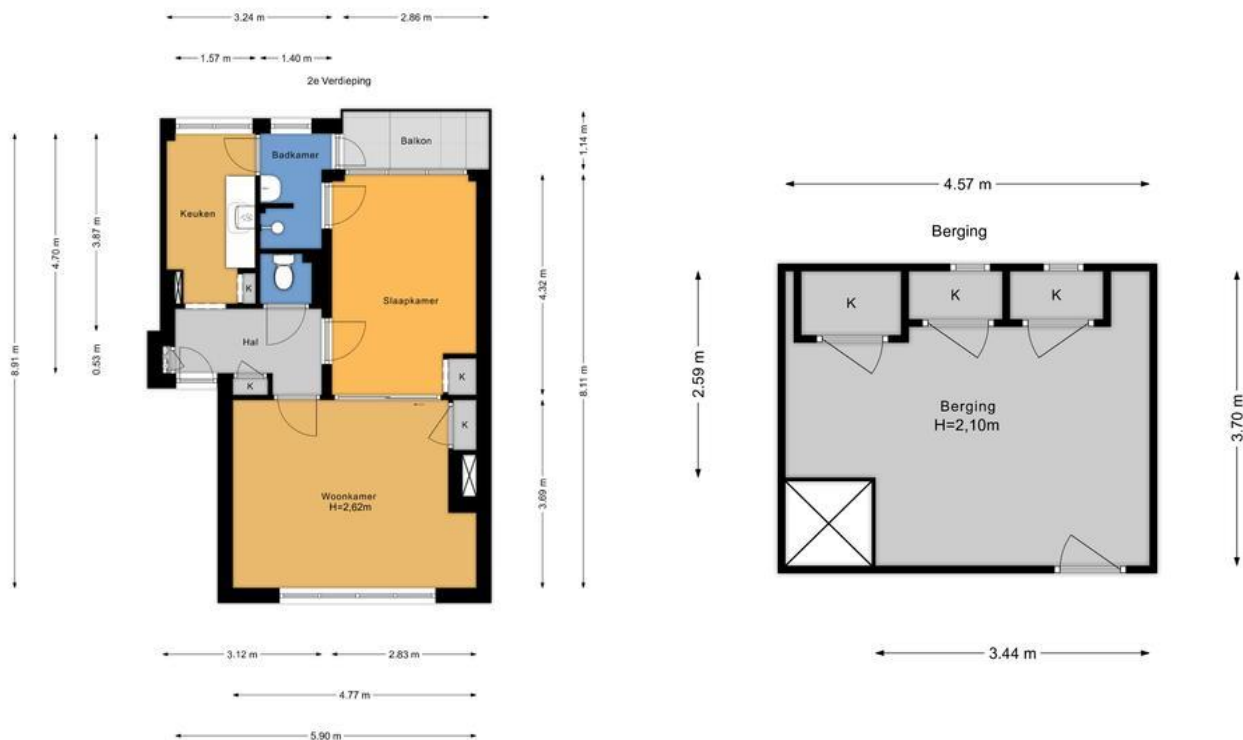 3.24 m
2.86 m
1.57 m
1.40 m
2e Verdieping
Badkamer
Balkon
1.14 m
Keuken
3.87 m
4.70 m
8.91 m
0.53 m
K
Slaapkamer
4.32 m
8.11 m
Hal
K
K
K
Woonkamer
H=2,62m
3.69 m
3.12 m
2.83 m
4.77 m
5.90 m
4.57 m
Berging
K
K
K
2.59 m
Berging
H=2,10m
3.70 m
3.44 m